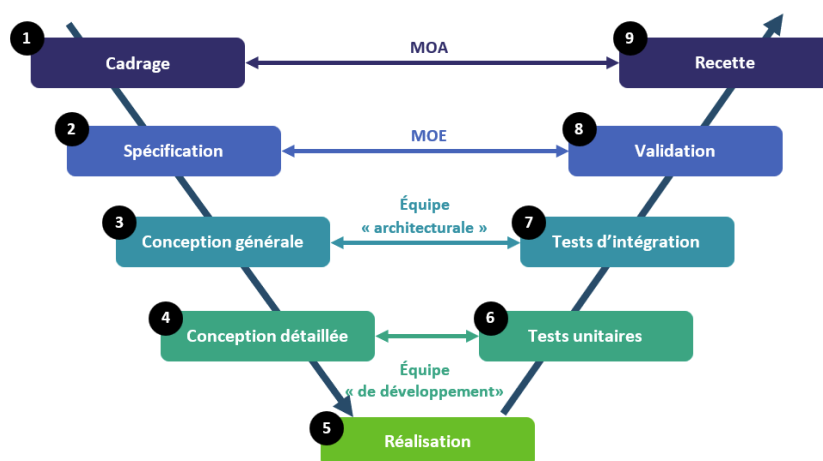 1
Cadrage
MOA
9
Recette
2
Spécification
MOE
8
Validation
3
Conception générale
Équipe
« architecturale »
7
Tests d’intégration
4
Conception détaillée
6
Tests unitaires
Équipe
« de développement»
5
Réalisation